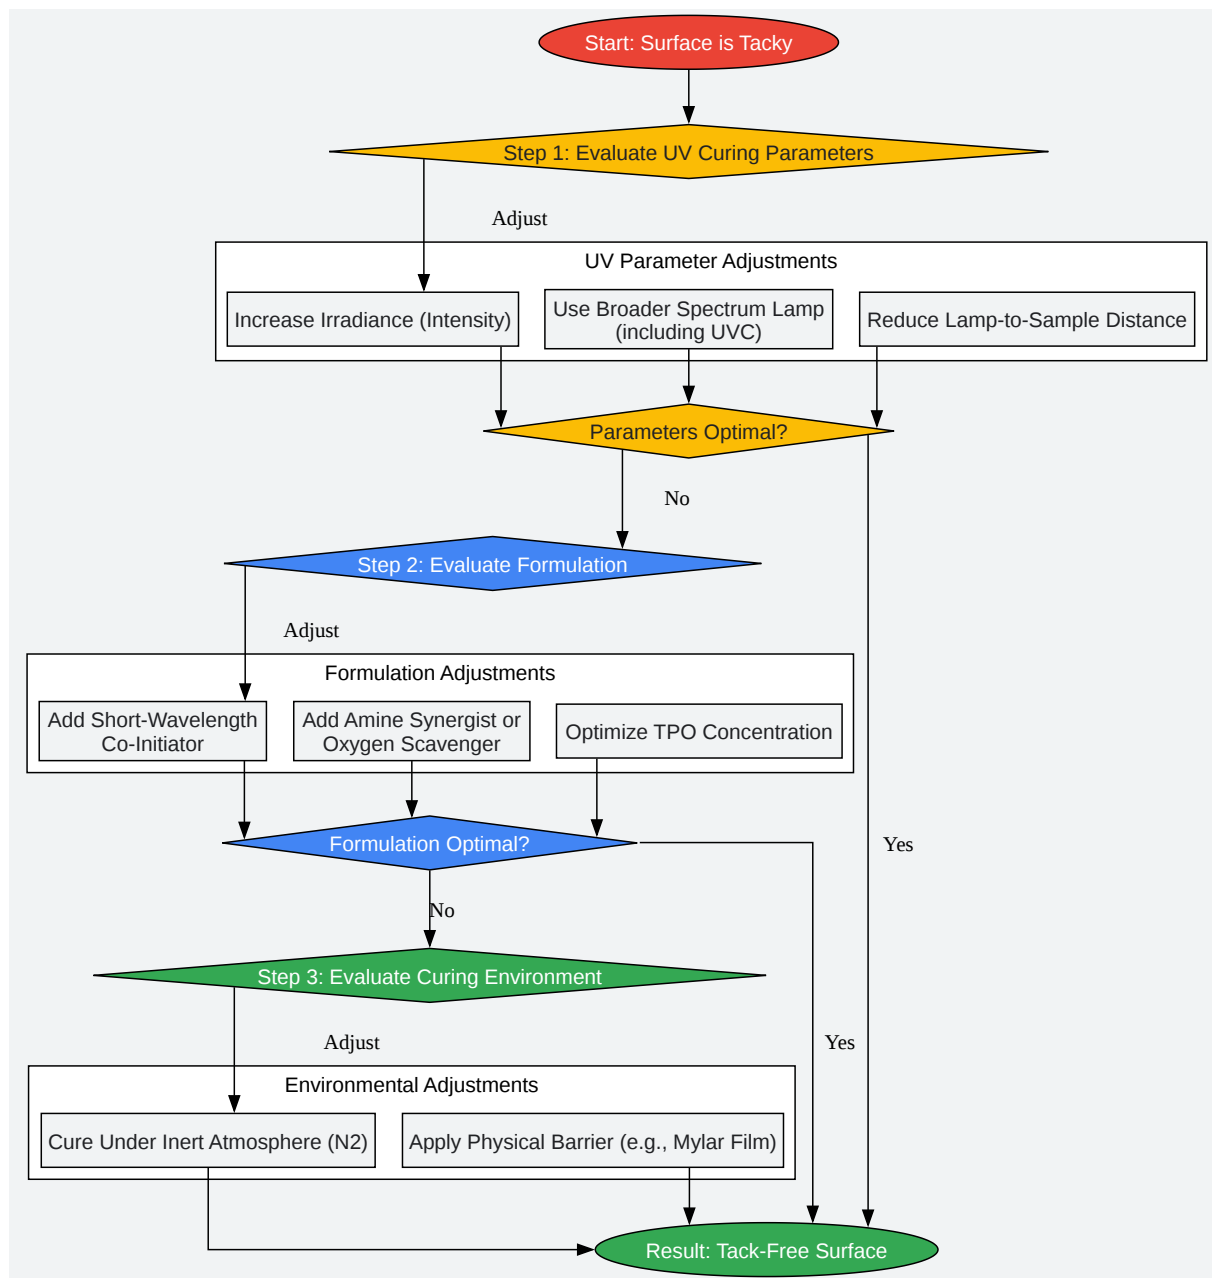 Start: Surface is Tacky
Step 1: Evaluate UV Curing Parameters
Adjust
UV Parameter Adjustments
Increase Irradiance (Intensity)
Use Broader Spectrum Lamp
(including UVC)
Reduce Lamp-to-Sample Distance
Parameters Optimal?
No
Step 2: Evaluate Formulation
Adjust
Formulation Adjustments
Add Short-Wavelength
Co-Initiator
Add Amine Synergist or
Oxygen Scavenger
Optimize TPO Concentration
Formulation Optimal?
Yes
No
Step 3: Evaluate Curing Environment
Adjust
Yes
Environmental Adjustments
Cure Under Inert Atmosphere (N2)
Apply Physical Barrier (e.g., Mylar Film)
Result: Tack-Free Surface